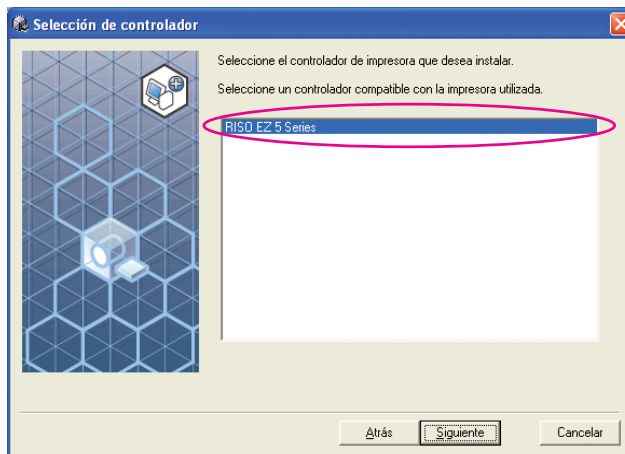 Selección de controlador
Seleccione el controlador de impresora que desea instalar.
Seleccione un controlador compatible con la impresora utilizada.
RISO EZ 5 Series
Atrás
Siguiente
Cancelar